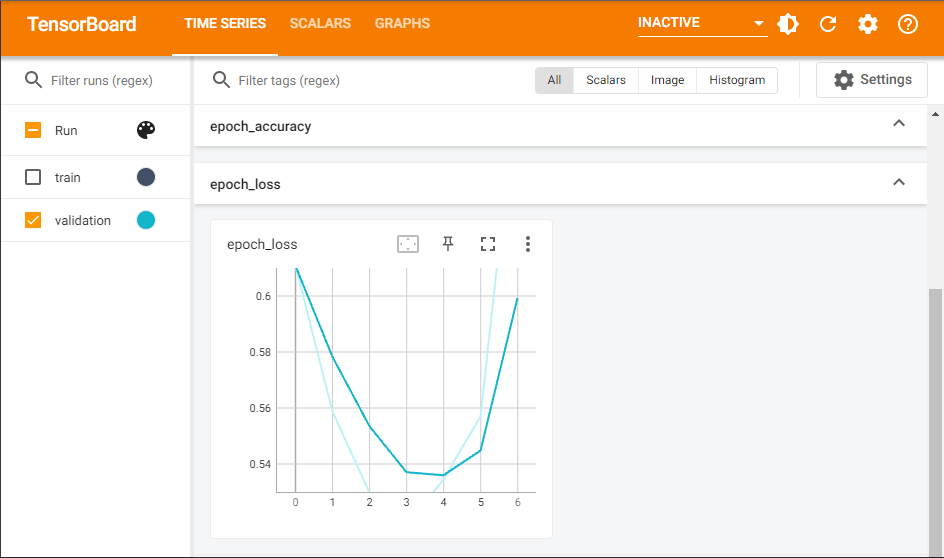 TensorBoard TIME SERIES SCALARS GRAPHS INACTIVE
Filter runs (regex) Filter tags (regex) All Scalars Image Histogram Settings
Run
train
validation
epoch_accuracy
epoch_loss
epoch_loss
0.6
0.58
0.56
0.54
0 1 2 3 4 5 6